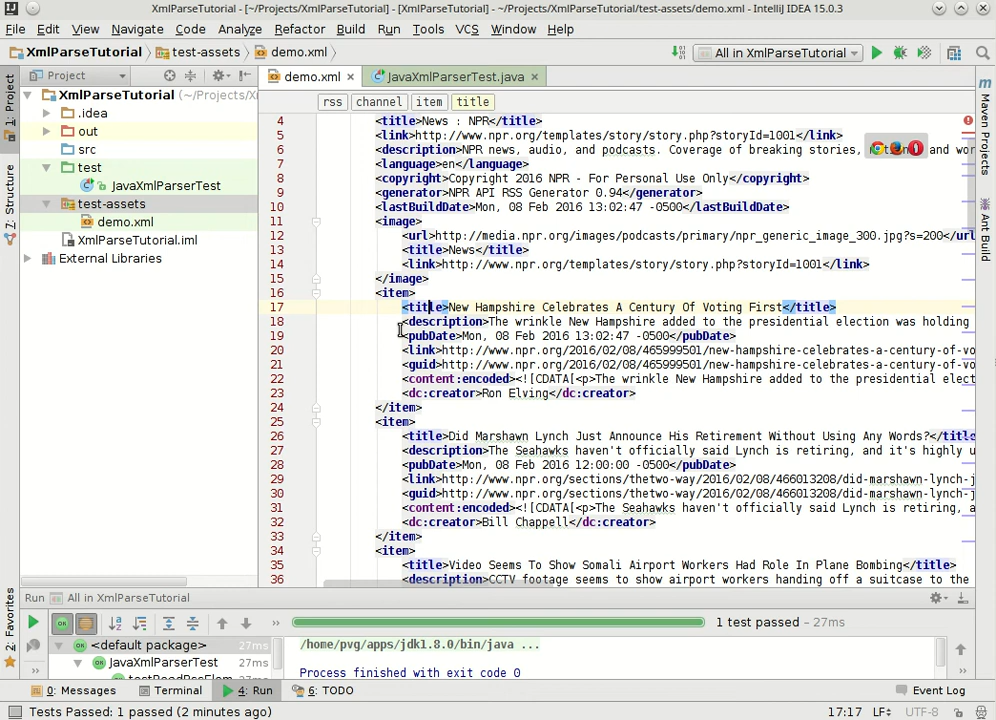 XmlParseTutorial - [~/Projects/XmlParseTutorial] - [XmlParseTutorial] - ~/Projects/XmlParseTutorial/test-assets/demo.xml - IntelliJ IDEA 15.0.3
File Edit View Navigate Code Analyze Refactor Build Run Tools VCS Window Help
XmlParseTutorial test-assets demo.xml All in XmlParseTutorial
Project
demo.xml JavaXmlParserTest.java
XmlParseTutorial (~/Projects/X
.idea
out
src
test
JavaXmlParserTest
test-assets
demo.xml
XmlParseTutorial.iml
External Libraries
1: Project
7: Structure
2: Favorites
Maven Projects
Ant Build
rss channel item title
4 <title>News : NPR</title>
5 <link>http://www.npr.org/templates/story/story.php?storyId=1001</link>
6 <description>NPR news, audio, and podcasts. Coverage of breaking stories, and wor
7 <language>en</language>
8 <copyright>Copyright 2016 NPR - For Personal Use Only</copyright>
9 <generator>NPR API RSS Generator 0.94</generator>
10 <lastBuildDate>Mon, 08 Feb 2016 13:02:47 -0500</lastBuildDate>
11 <image>
12 <url>http://media.npr.org/images/podcasts/primary/npr_generic_image_300.jpg?s=200</url
13 <title>News</title>
14 <link>http://www.npr.org/templates/story/story.php?storyId=1001</link>
15 </image>
16 <item>
17 <title>New Hampshire Celebrates A Century Of Voting First</title>
18 <description>The wrinkle New Hampshire added to the presidential election was holding
19 <pubDate>Mon, 08 Feb 2016 13:02:47 -0500</pubDate>
20 <link>http://www.npr.org/2016/02/08/465999501/new-hampshire-celebrates-a-century-of-vo
21 <guid>http://www.npr.org/2016/02/08/465999501/new-hampshire-celebrates-a-century-of-vo
22 <content:encoded><![CDATA[<p>The wrinkle New Hampshire added to the presidential elect
23 <dc:creator>Ron Elving</dc:creator>
24 </item>
25 <item>
26 <title>Did Marshawn Lynch Just Announce His Retirement Without Using Any Words?</title
27 <description>The Seahawks haven't officially said Lynch is retiring, and it's highly u
28 <pubDate>Mon, 08 Feb 2016 12:00:00 -0500</pubDate>
29 <link>http://www.npr.org/sections/thetwo-way/2016/02/08/466013208/did-marshawn-lynch-j
30 <guid>http://www.npr.org/sections/thetwo-way/2016/02/08/466013208/did-marshawn-lynch-j
31 <content:encoded><![CDATA[<p>The Seahawks haven't officially said Lynch is retiring, a
32 <dc:creator>Bill Chappell</dc:creator>
33 </item>
34 <item>
35 <title>Video Seems To Show Somali Airport Workers Had Role In Plane Bombing</title>
36 <description>CCTV footage seems to show airport workers handing off a suitcase to the
Run All in XmlParseTutorial
1 test passed - 27ms
<default package> 27ms
JavaXmlParserTest 27ms
testReadRssElem
/home/pvg/apps/jdk1.8.0/bin/java ...
Process finished with exit code 0
0: Messages Terminal 4: Run 6: TODO Event Log
Tests Passed: 1 passed (2 minutes ago) 17:17 LF UTF-8